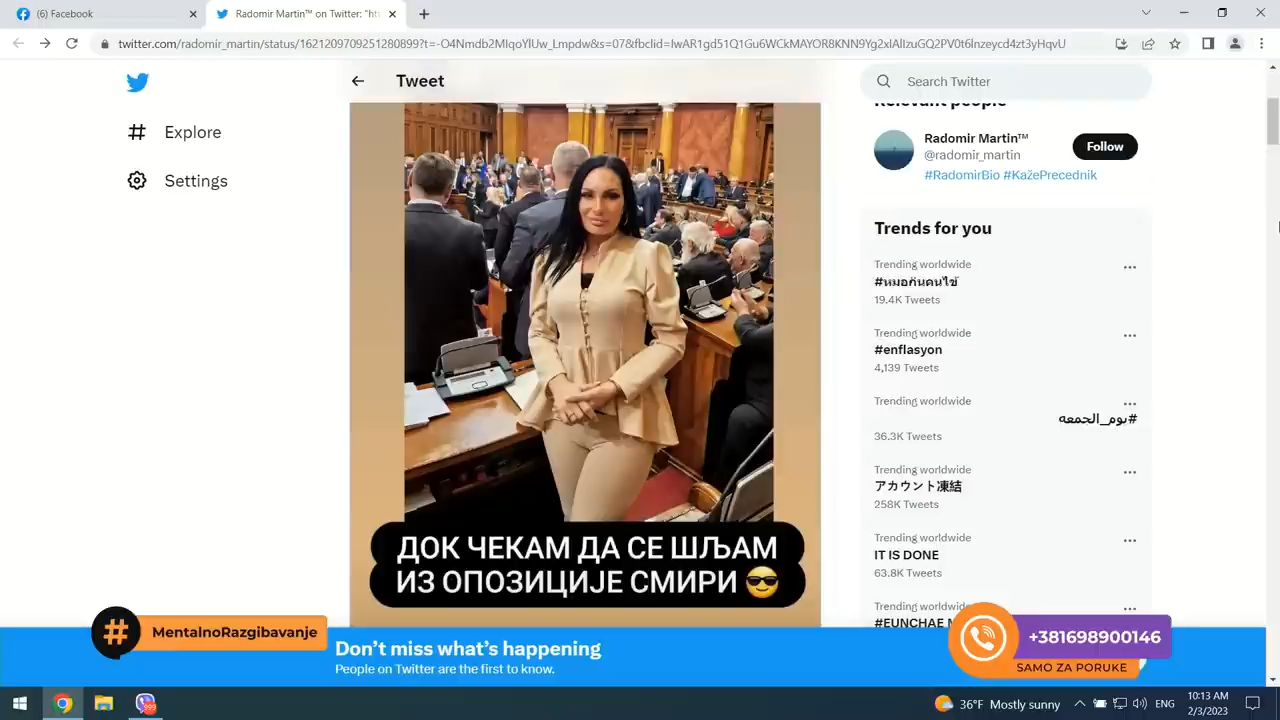 (6) Facebook
Radomir Martin™ on Twitter: "htt
twitter.com/radomir_martin/status/1621209709251280899?t=-O4Nmdb2MIqoYlUw_Lmpdw&s=07&fbclid=IwAR1gd51Q1Gu6WCkMAYOR8KNN9Yg2xIAlIzuGQ2PV0t6lnzeycd4zt3yHqvU
Tweet
Search Twitter
Explore
Settings
Relevant people
Radomir Martin™
@radomir_martin
Follow
#RadomirBio #KažePrecednik
Trends for you
Trending worldwide
#หมอกันคนไข้
19.4K Tweets
Trending worldwide
#enflasyon
4,139 Tweets
Trending worldwide
#يوم_الجمعه
36.3K Tweets
Trending worldwide
アカウント凍結
258K Tweets
Trending worldwide
IT IS DONE
63.8K Tweets
Trending worldwide
#EUNCHAE
ДОК ЧЕКАМ ДА СЕ ШЉАМ
ИЗ ОПОЗИЦИЈЕ СМИРИ 😎
# MentalnoRazgibavanje
Don't miss what's happening
People on Twitter are the first to know.
+381698900146
SAMO ZA PORUKE
36°F Mostly sunny
ENG
10:13 AM
2/3/2023